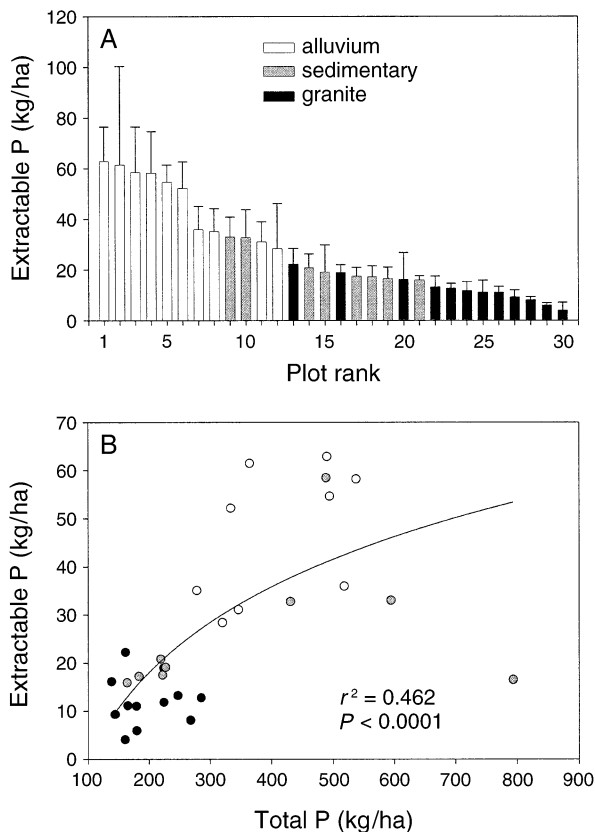 A
alluvium
sedimentary
granite
Extractable P (kg/ha)
120
100
80
60
40
20
0
1 5 10 15 20 25 30
Plot rank
B
Extractable P (kg/ha)
70
60
50
40
30
20
10
0
r² = 0.462
P < 0.0001
100 200 300 400 500 600 700 800 900
Total P (kg/ha)